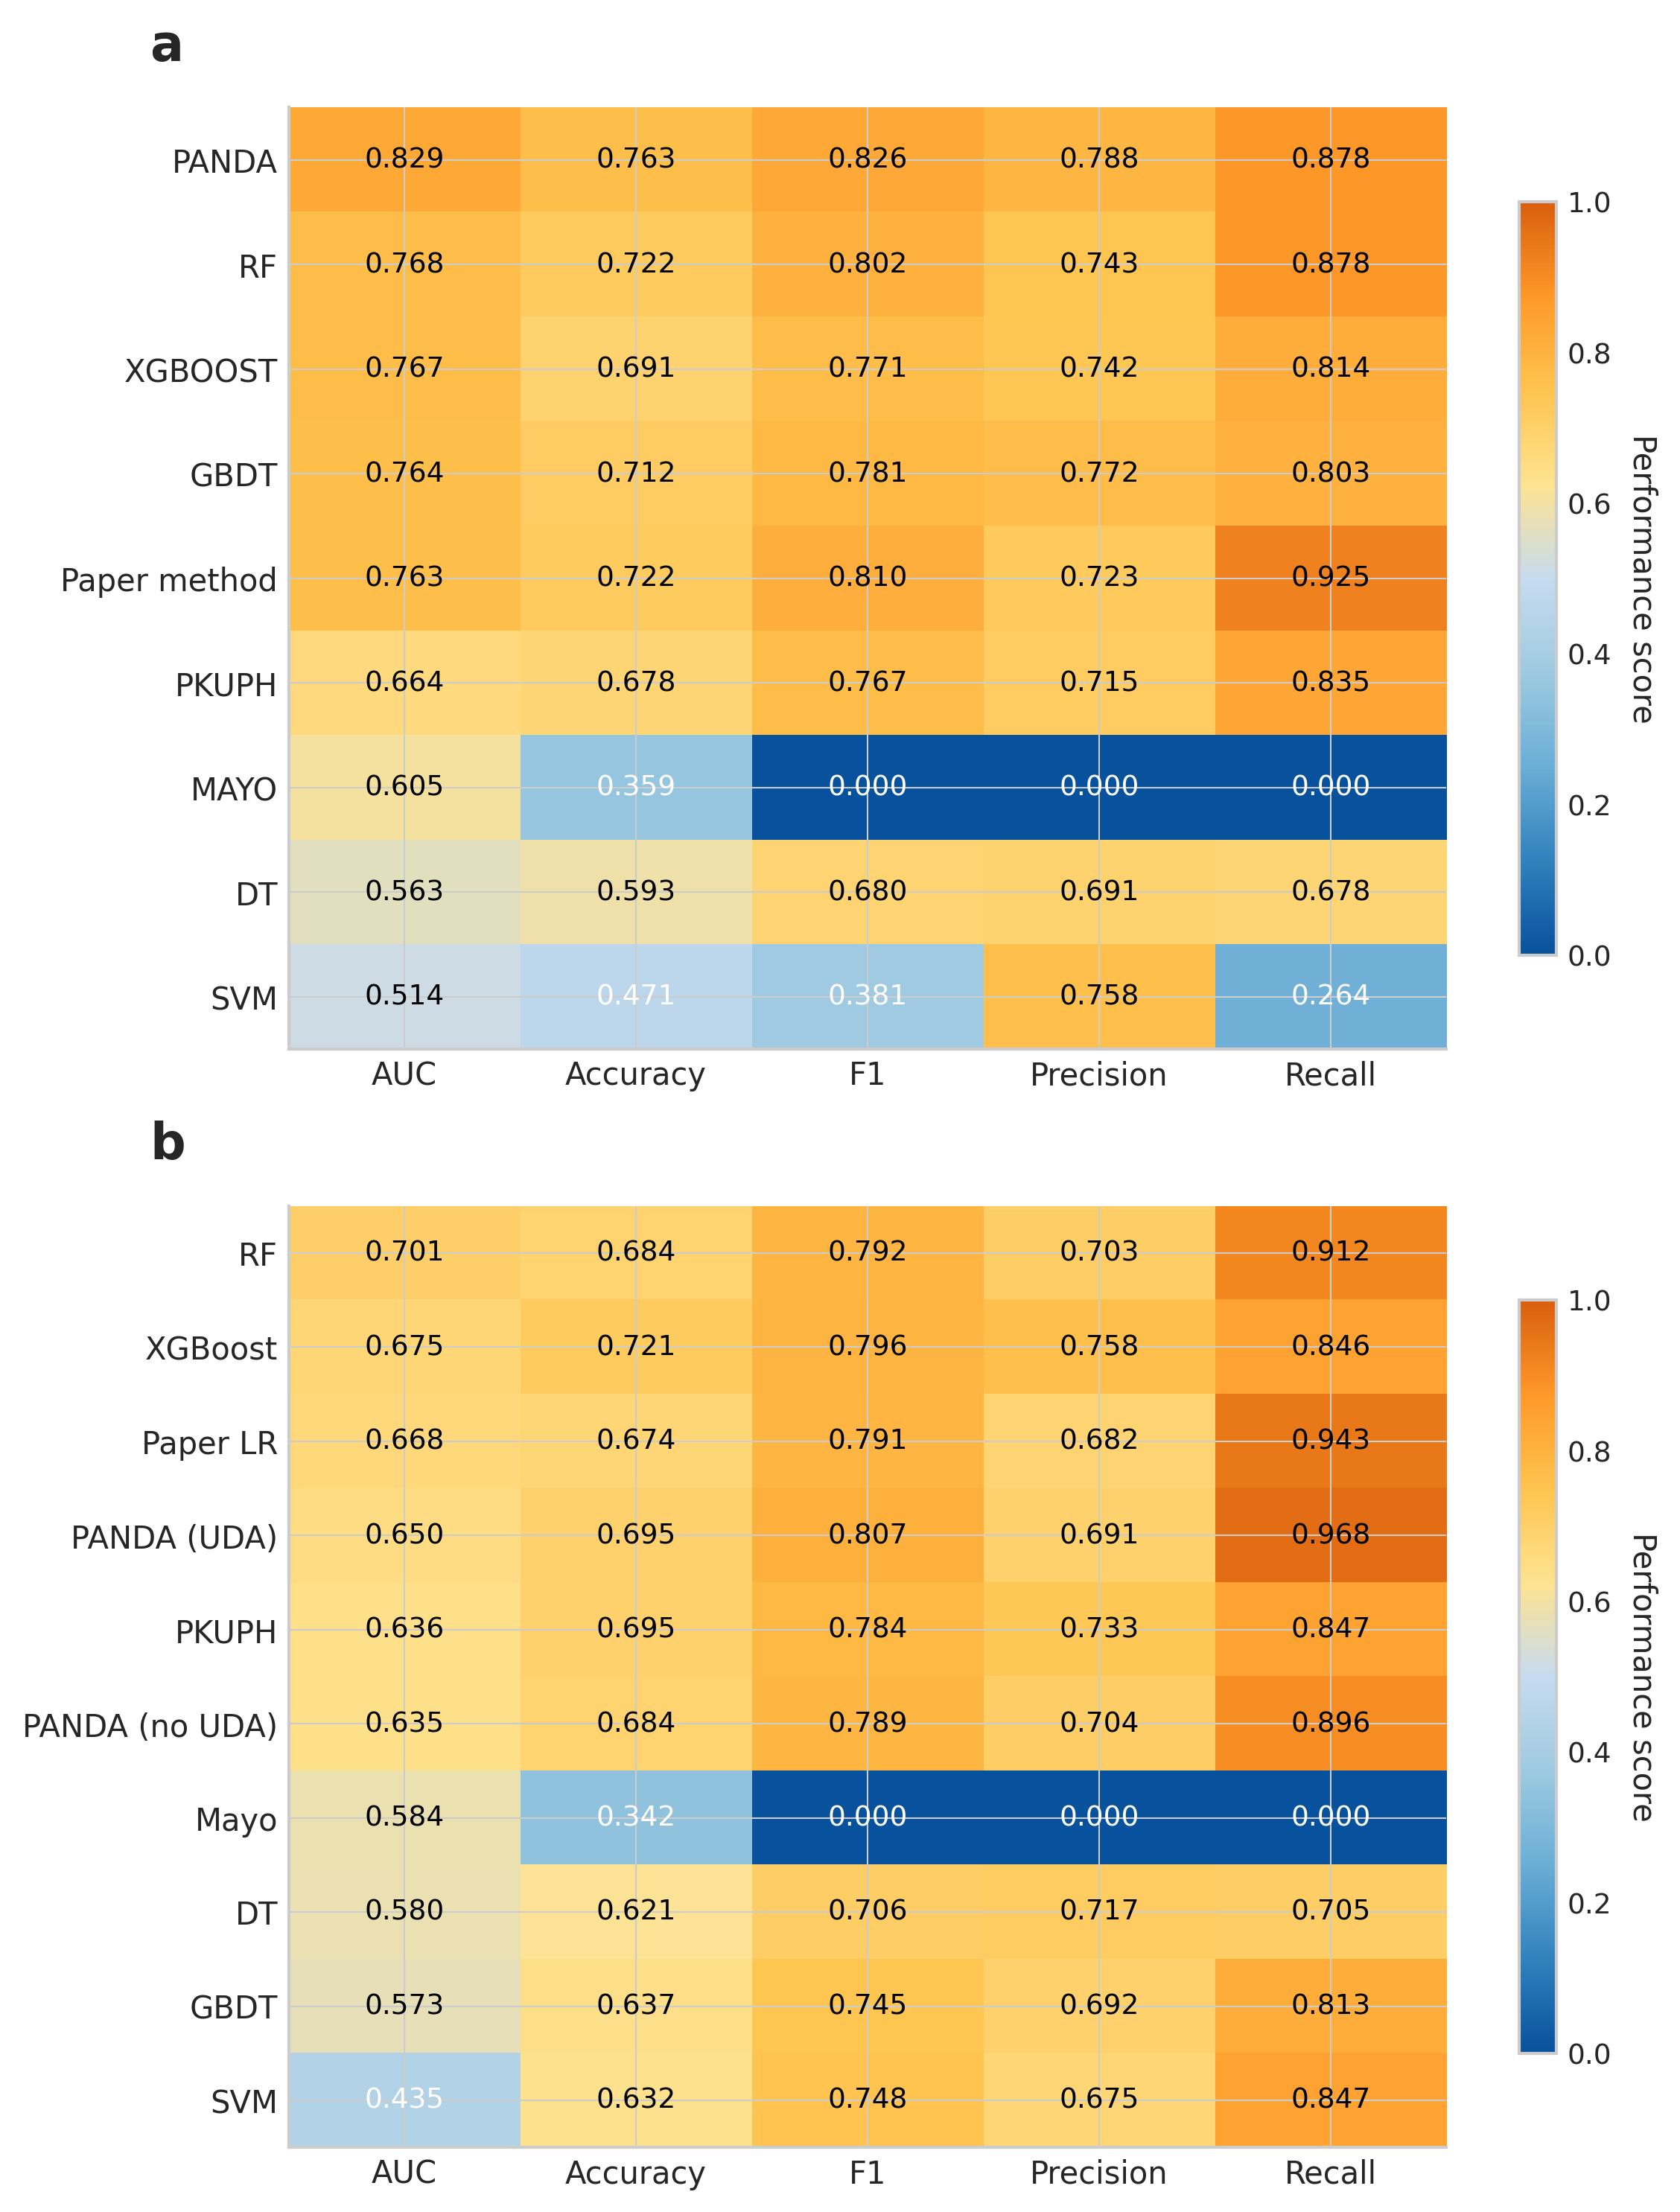 a
PANDA 0.829 0.763 0.826 0.788 0.878
RF 0.768 0.722 0.802 0.743 0.878
XGBOOST 0.767 0.691 0.771 0.742 0.814
GBDT 0.764 0.712 0.781 0.772 0.803
Paper method 0.763 0.722 0.810 0.723 0.925
PKUPH 0.664 0.678 0.767 0.715 0.835
MAYO 0.605 0.359 0.000 0.000 0.000
DT 0.563 0.593 0.680 0.691 0.678
SVM 0.514 0.471 0.381 0.758 0.264
AUC Accuracy F1 Precision Recall
1.0
0.8
0.6
0.4
0.2
0.0
Performance score
b
RF 0.701 0.684 0.792 0.703 0.912
XGBoost 0.675 0.721 0.796 0.758 0.846
Paper LR 0.668 0.674 0.791 0.682 0.943
PANDA (UDA) 0.650 0.695 0.807 0.691 0.968
PKUPH 0.636 0.695 0.784 0.733 0.847
PANDA (no UDA) 0.635 0.684 0.789 0.704 0.896
Mayo 0.584 0.342 0.000 0.000 0.000
DT 0.580 0.621 0.706 0.717 0.705
GBDT 0.573 0.637 0.745 0.692 0.813
SVM 0.435 0.632 0.748 0.675 0.847
AUC Accuracy F1 Precision Recall
1.0
0.8
0.6
0.4
0.2
0.0
Performance score